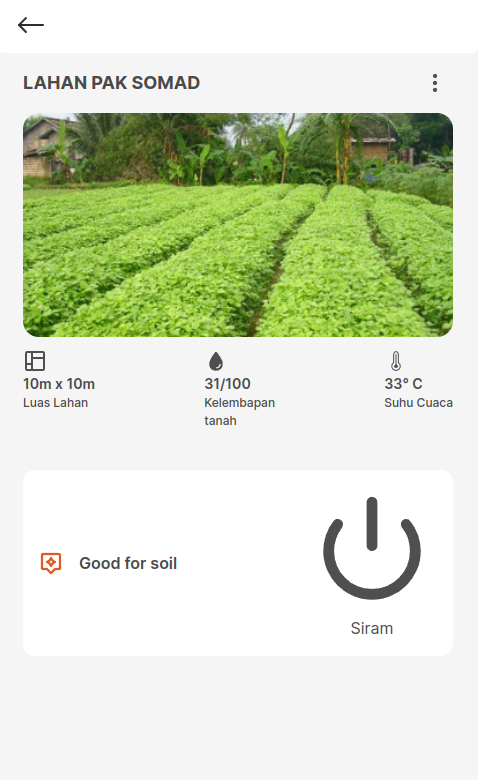 LAHAN PAK SOMAD
10m x 10m
Luas Lahan
31/100
Kelembapan
tanah
33° C
Suhu Cuaca
Good for soil
Siram